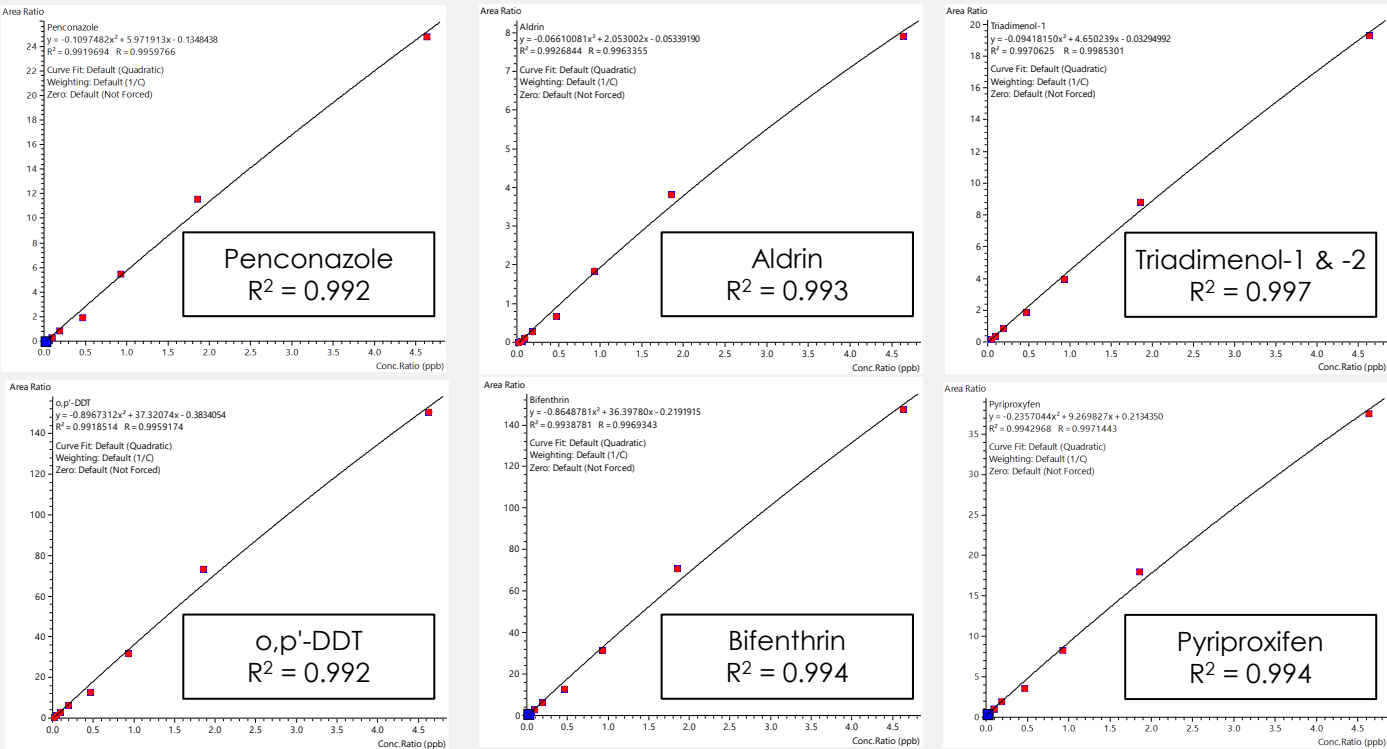 Area Ratio
Penconazole
y = -0.1097482x² + 5.971913x - 0.1348438
R² = 0.9919694 R = 0.9959766
Curve Fit: Default (Quadratic)
Weighting: Default (1/C)
Zero: Default (Not Forced)
24
22
20
18
16
14
12
10
8
6
4
2
0
0.0 0.5 1.0 1.5 2.0 2.5 3.0 3.5 4.0 4.5
Conc.Ratio (ppb)
Penconazole
R² = 0.992
Area Ratio
Aldrin
y = -0.06610081x² + 2.053002x - 0.05339190
R² = 0.9926844 R = 0.9963355
Curve Fit: Default (Quadratic)
Weighting: Default (1/C)
Zero: Default (Not Forced)
8
7
6
5
4
3
2
1
0
0.0 0.5 1.0 1.5 2.0 2.5 3.0 3.5 4.0 4.5
Conc.Ratio (ppb)
Aldrin
R² = 0.993
Area Ratio
Triadimenol-1
y = -0.09418150x² + 4.650239x - 0.03294992
R² = 0.9970625 R = 0.9985301
Curve Fit: Default (Quadratic)
Weighting: Default (1/C)
Zero: Default (Not Forced)
20
18
16
14
12
10
8
6
4
2
0
0.0 0.5 1.0 1.5 2.0 2.5 3.0 3.5 4.0 4.5
Conc.Ratio (ppb)
Triadimenol-1 & -2
R² = 0.997
Area Ratio
o,p'-DDT
y = -0.8967312x² + 37.32074x - 0.3834054
R² = 0.9918514 R = 0.9959174
Curve Fit: Default (Quadratic)
Weighting: Default (1/C)
Zero: Default (Not Forced)
140
120
100
80
60
40
20
0
0.0 0.5 1.0 1.5 2.0 2.5 3.0 3.5 4.0 4.5
Conc.Ratio (ppb)
o,p'-DDT
R² = 0.992
Area Ratio
Bifenthrin
y = -0.8648781x² + 36.39780x - 0.2191915
R² = 0.9938781 R = 0.9969343
Curve Fit: Default (Quadratic)
Weighting: Default (1/C)
Zero: Default (Not Forced)
140
120
100
80
60
40
20
0
0.0 0.5 1.0 1.5 2.0 2.5 3.0 3.5 4.0 4.5
Conc.Ratio (ppb)
Bifenthrin
R² = 0.994
Area Ratio
Pyriproxyfen
y = -0.2357044x² + 9.269827x + 0.2134350
R² = 0.9942968 R = 0.9971443
Curve Fit: Default (Quadratic)
Weighting: Default (1/C)
Zero: Default (Not Forced)
35
30
25
20
15
10
5
0
0.0 0.5 1.0 1.5 2.0 2.5 3.0 3.5 4.0 4.5
Conc.Ratio (ppb)
Pyriproxifen
R² = 0.994